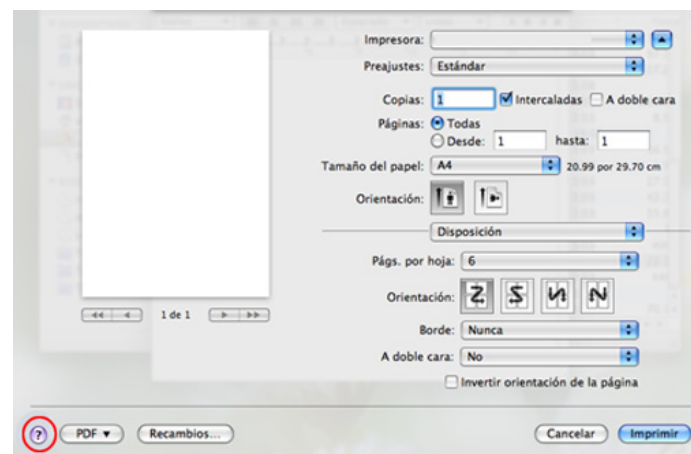 Impresora:
Preajustes: Estándar
Copias: 1 Intercaladas A doble cara
Páginas: Todas
Desde: 1 hasta: 1
Tamaño del papel: A4 20.99 por 29.70 cm
Orientación:
Disposición
Págs. por hoja: 6
Orientación:
1 de 1
Borde: Nunca
A doble cara: No
Invertir orientación de la página
? PDF Recambios... Cancelar Imprimir